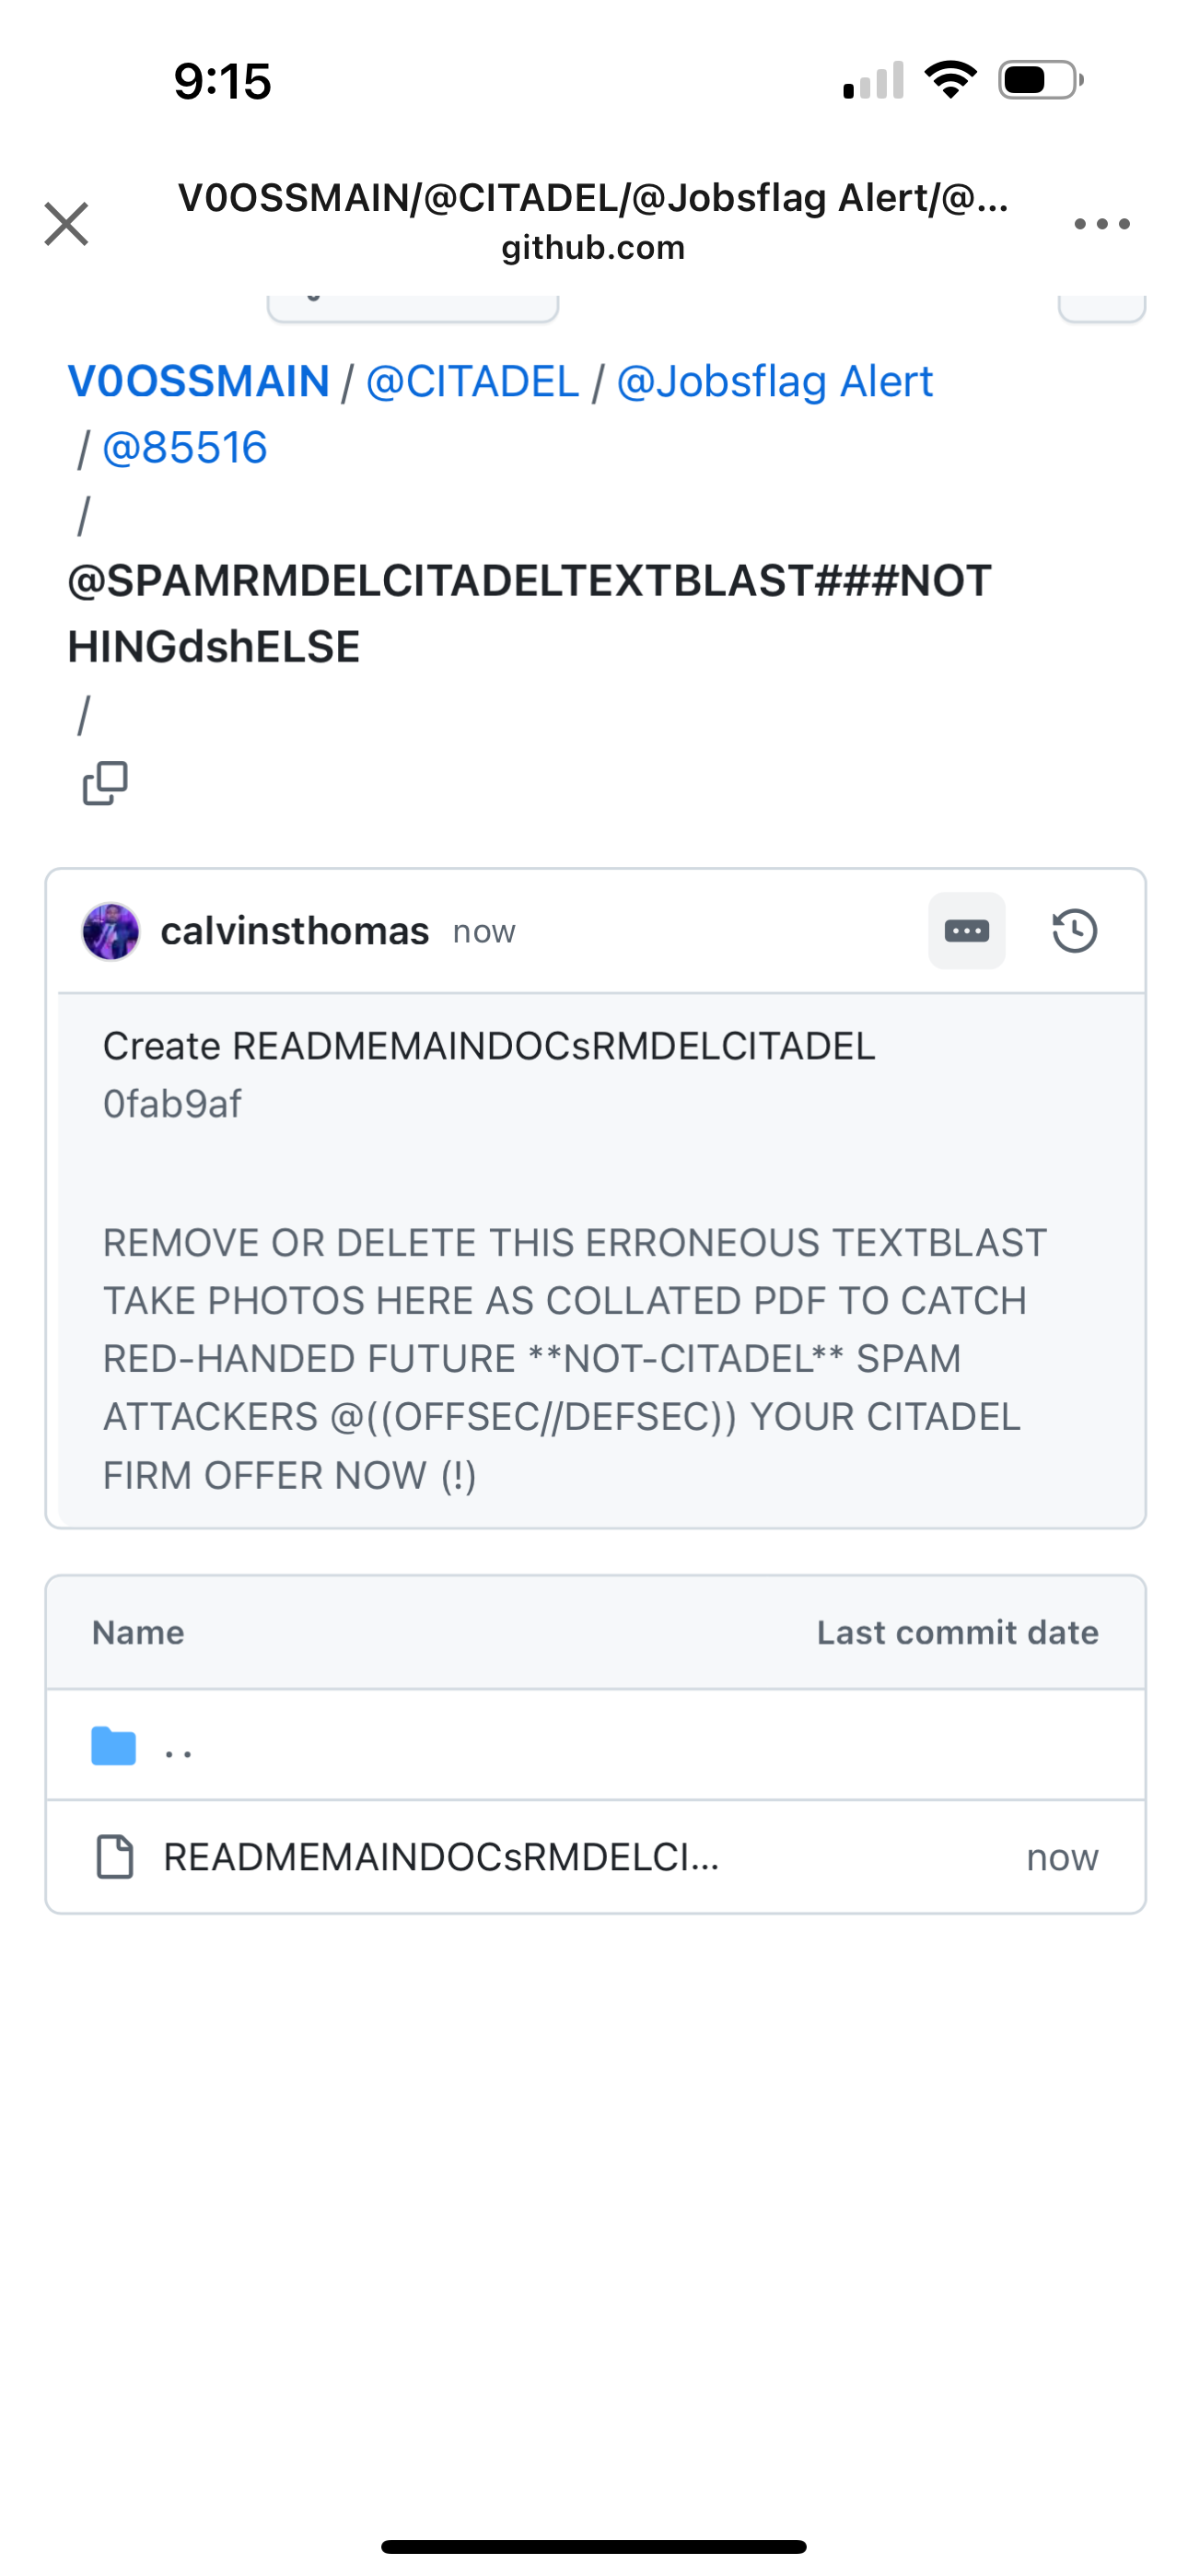 9:15
V0OSSMAIN/@CITADEL/@Jobsflag Alert/@...
github.com
V0OSSMAIN / @CITADEL / @Jobsflag Alert
/ @85516
/
@SPAMRMDELCITADELTEXTBLAST###NOT
HINGdshELSE
/
calvinsthomas now
Create READMEMAINDOCsRMDELCITADEL
0fab9af
REMOVE OR DELETE THIS ERRONEOUS TEXTBLAST
TAKE PHOTOS HERE AS COLLATED PDF TO CATCH
RED-HANDED FUTURE **NOT-CITADEL** SPAM
ATTACKERS @((OFFSEC//DEFSEC)) YOUR CITADEL
FIRM OFFER NOW (!)
Name Last commit date
..
READMEMAINDOCsRMDELCI... now